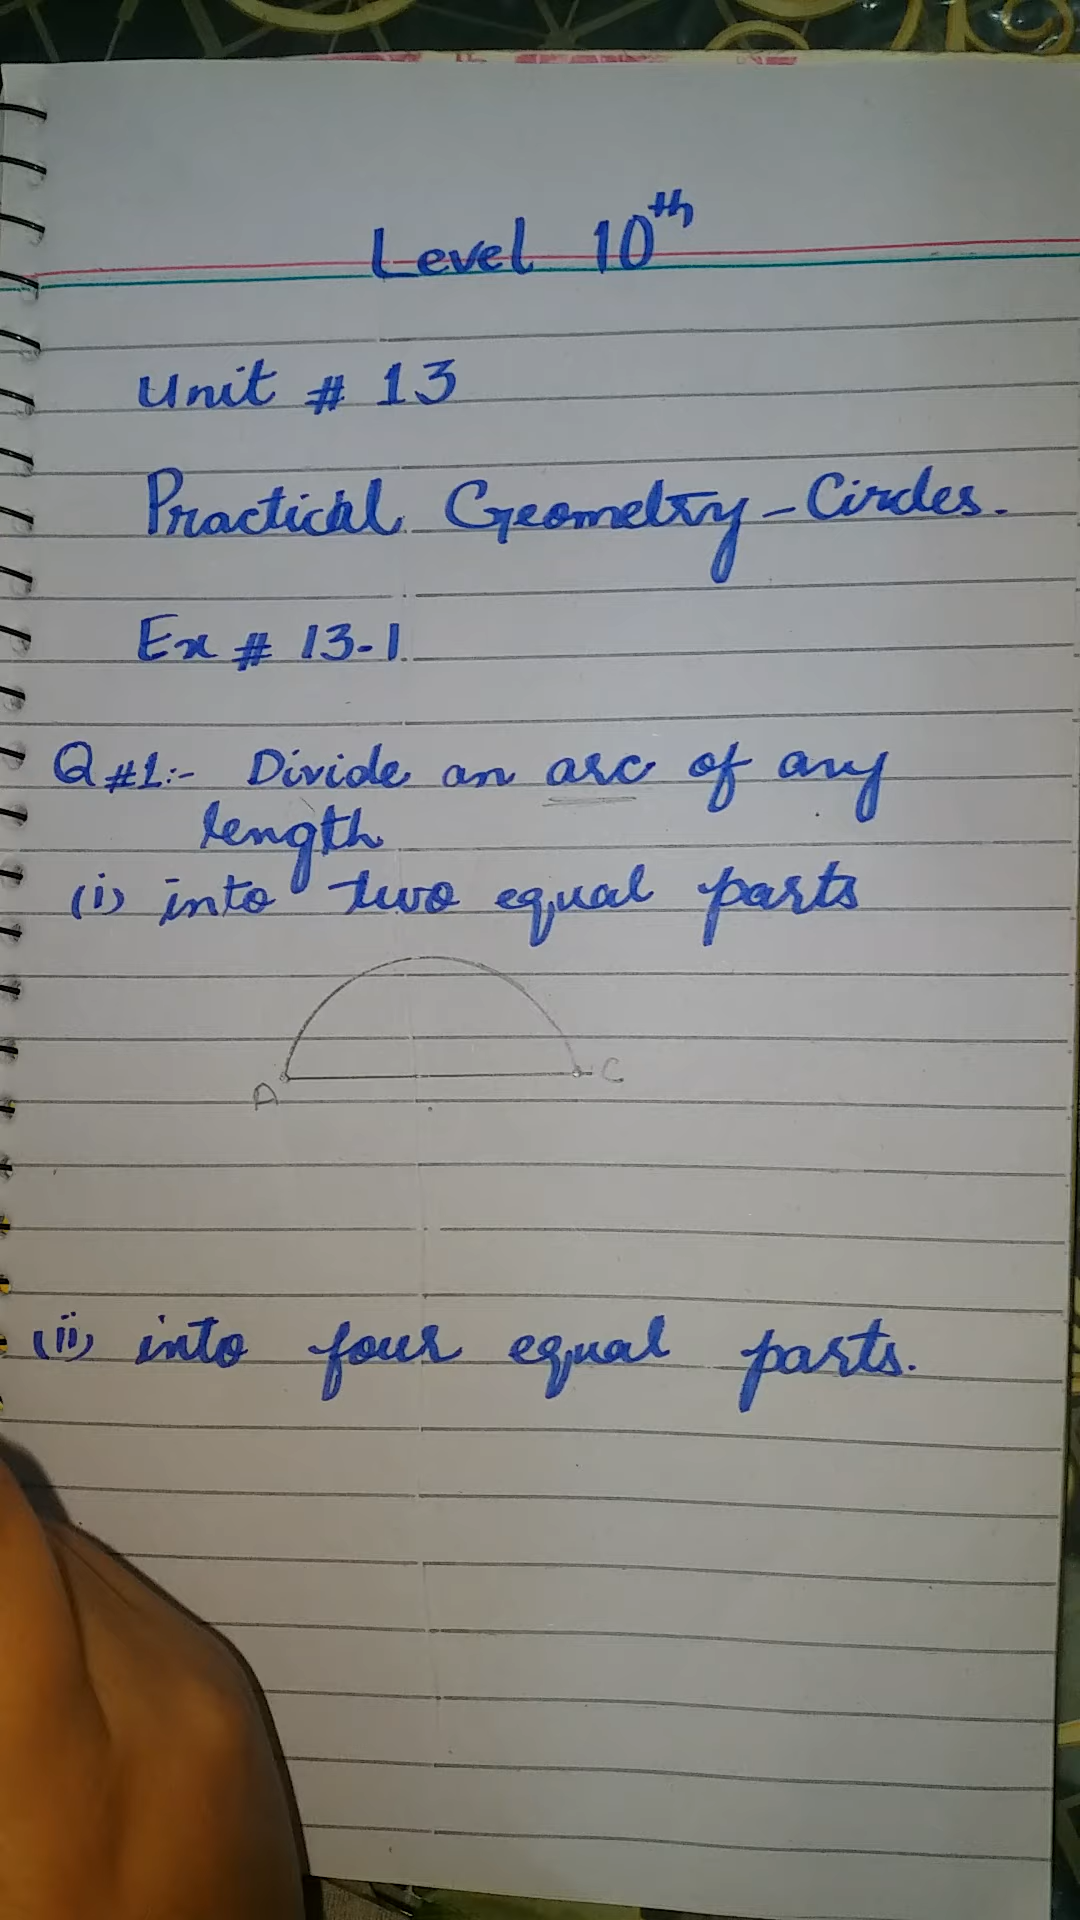 Level 10th
Unit # 13
Practical Geometry - Circles.
Ex # 13-1.
Q #1:- Divide an arc of any
length
(i) into two equal parts
A C
(ii) into four equal parts.